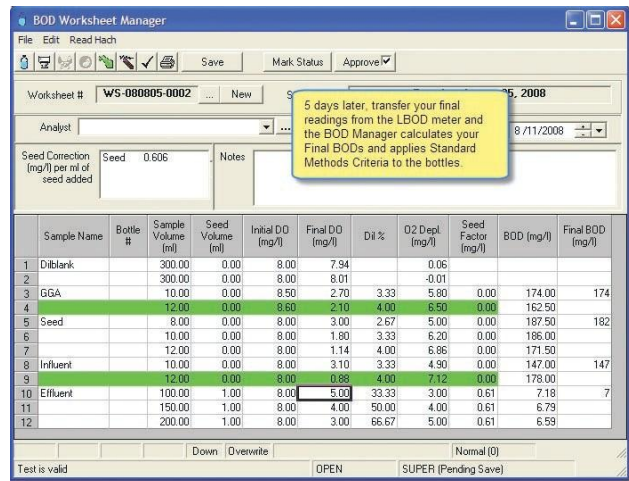 BOD Worksheet Manager
File Edit Read Hach
Save Mark Status Approve
Worksheet # WS-080805-0002 ... New S 05, 2008
Analyst ... 8 /11/2008
5 days later, transfer your final
readings from the LBOD meter and
the BOD Manager calculates your
Final BODs and applies Standard
Methods Criteria to the bottles.
Seed Correction
(mg/l) per ml of
seed added
Seed 0.606
Notes
Sample Name Bottle # Sample Volume (ml) Seed Volume (ml) Initial DO (mg/l) Final DO (mg/l) Dil % O2 Depl. (mg/l) Seed Factor (mg/l) BOD (mg/l) Final BOD (mg/l)
1 Dilblank 300.00 0.00 8.00 7.94 0.06
2 300.00 0.00 8.00 8.01 -0.01
3 GGA 10.00 0.00 8.50 2.70 3.33 5.80 0.00 174.00 174
4 12.00 0.00 8.60 2.10 4.00 6.50 0.00 162.50
5 Seed 8.00 0.00 8.00 3.00 2.67 5.00 0.00 187.50 182
6 10.00 0.00 8.00 1.80 3.33 6.20 0.00 186.00
7 12.00 0.00 8.00 1.14 4.00 6.86 0.00 171.50
8 Influent 10.00 0.00 8.00 3.10 3.33 4.90 0.00 147.00 147
9 12.00 0.00 8.00 0.88 4.00 7.12 0.00 178.00
10 Effluent 100.00 1.00 8.00 5.00 33.33 3.00 0.61 7.18 7
11 150.00 1.00 8.00 4.00 50.00 4.00 0.61 6.79
12 200.00 1.00 8.00 3.00 66.67 5.00 0.61 6.59
Down Overwrite Normal (0)
Test is valid OPEN SUPER (Pending Save)